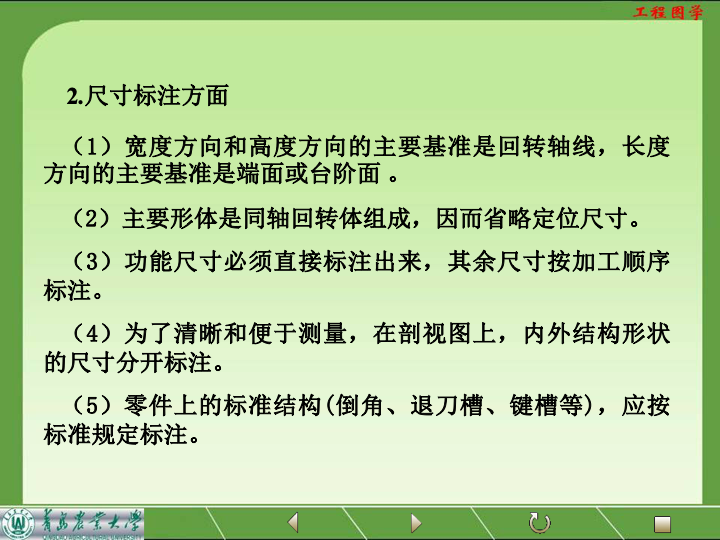 工程图学
2.尺寸标注方面
（1）宽度方向和高度方向的主要基准是回转轴线，长度
方向的主要基准是端面或台阶面 。
（2）主要形体是同轴回转体组成，因而省略定位尺寸。
（3）功能尺寸必须直接标注出来，其余尺寸按加工顺序
标注。
（4）为了清晰和便于测量，在剖视图上，内外结构形状
的尺寸分开标注。
（5）零件上的标准结构(倒角、退刀槽、键槽等)，应按
标准规定标注。
青岛农业大学